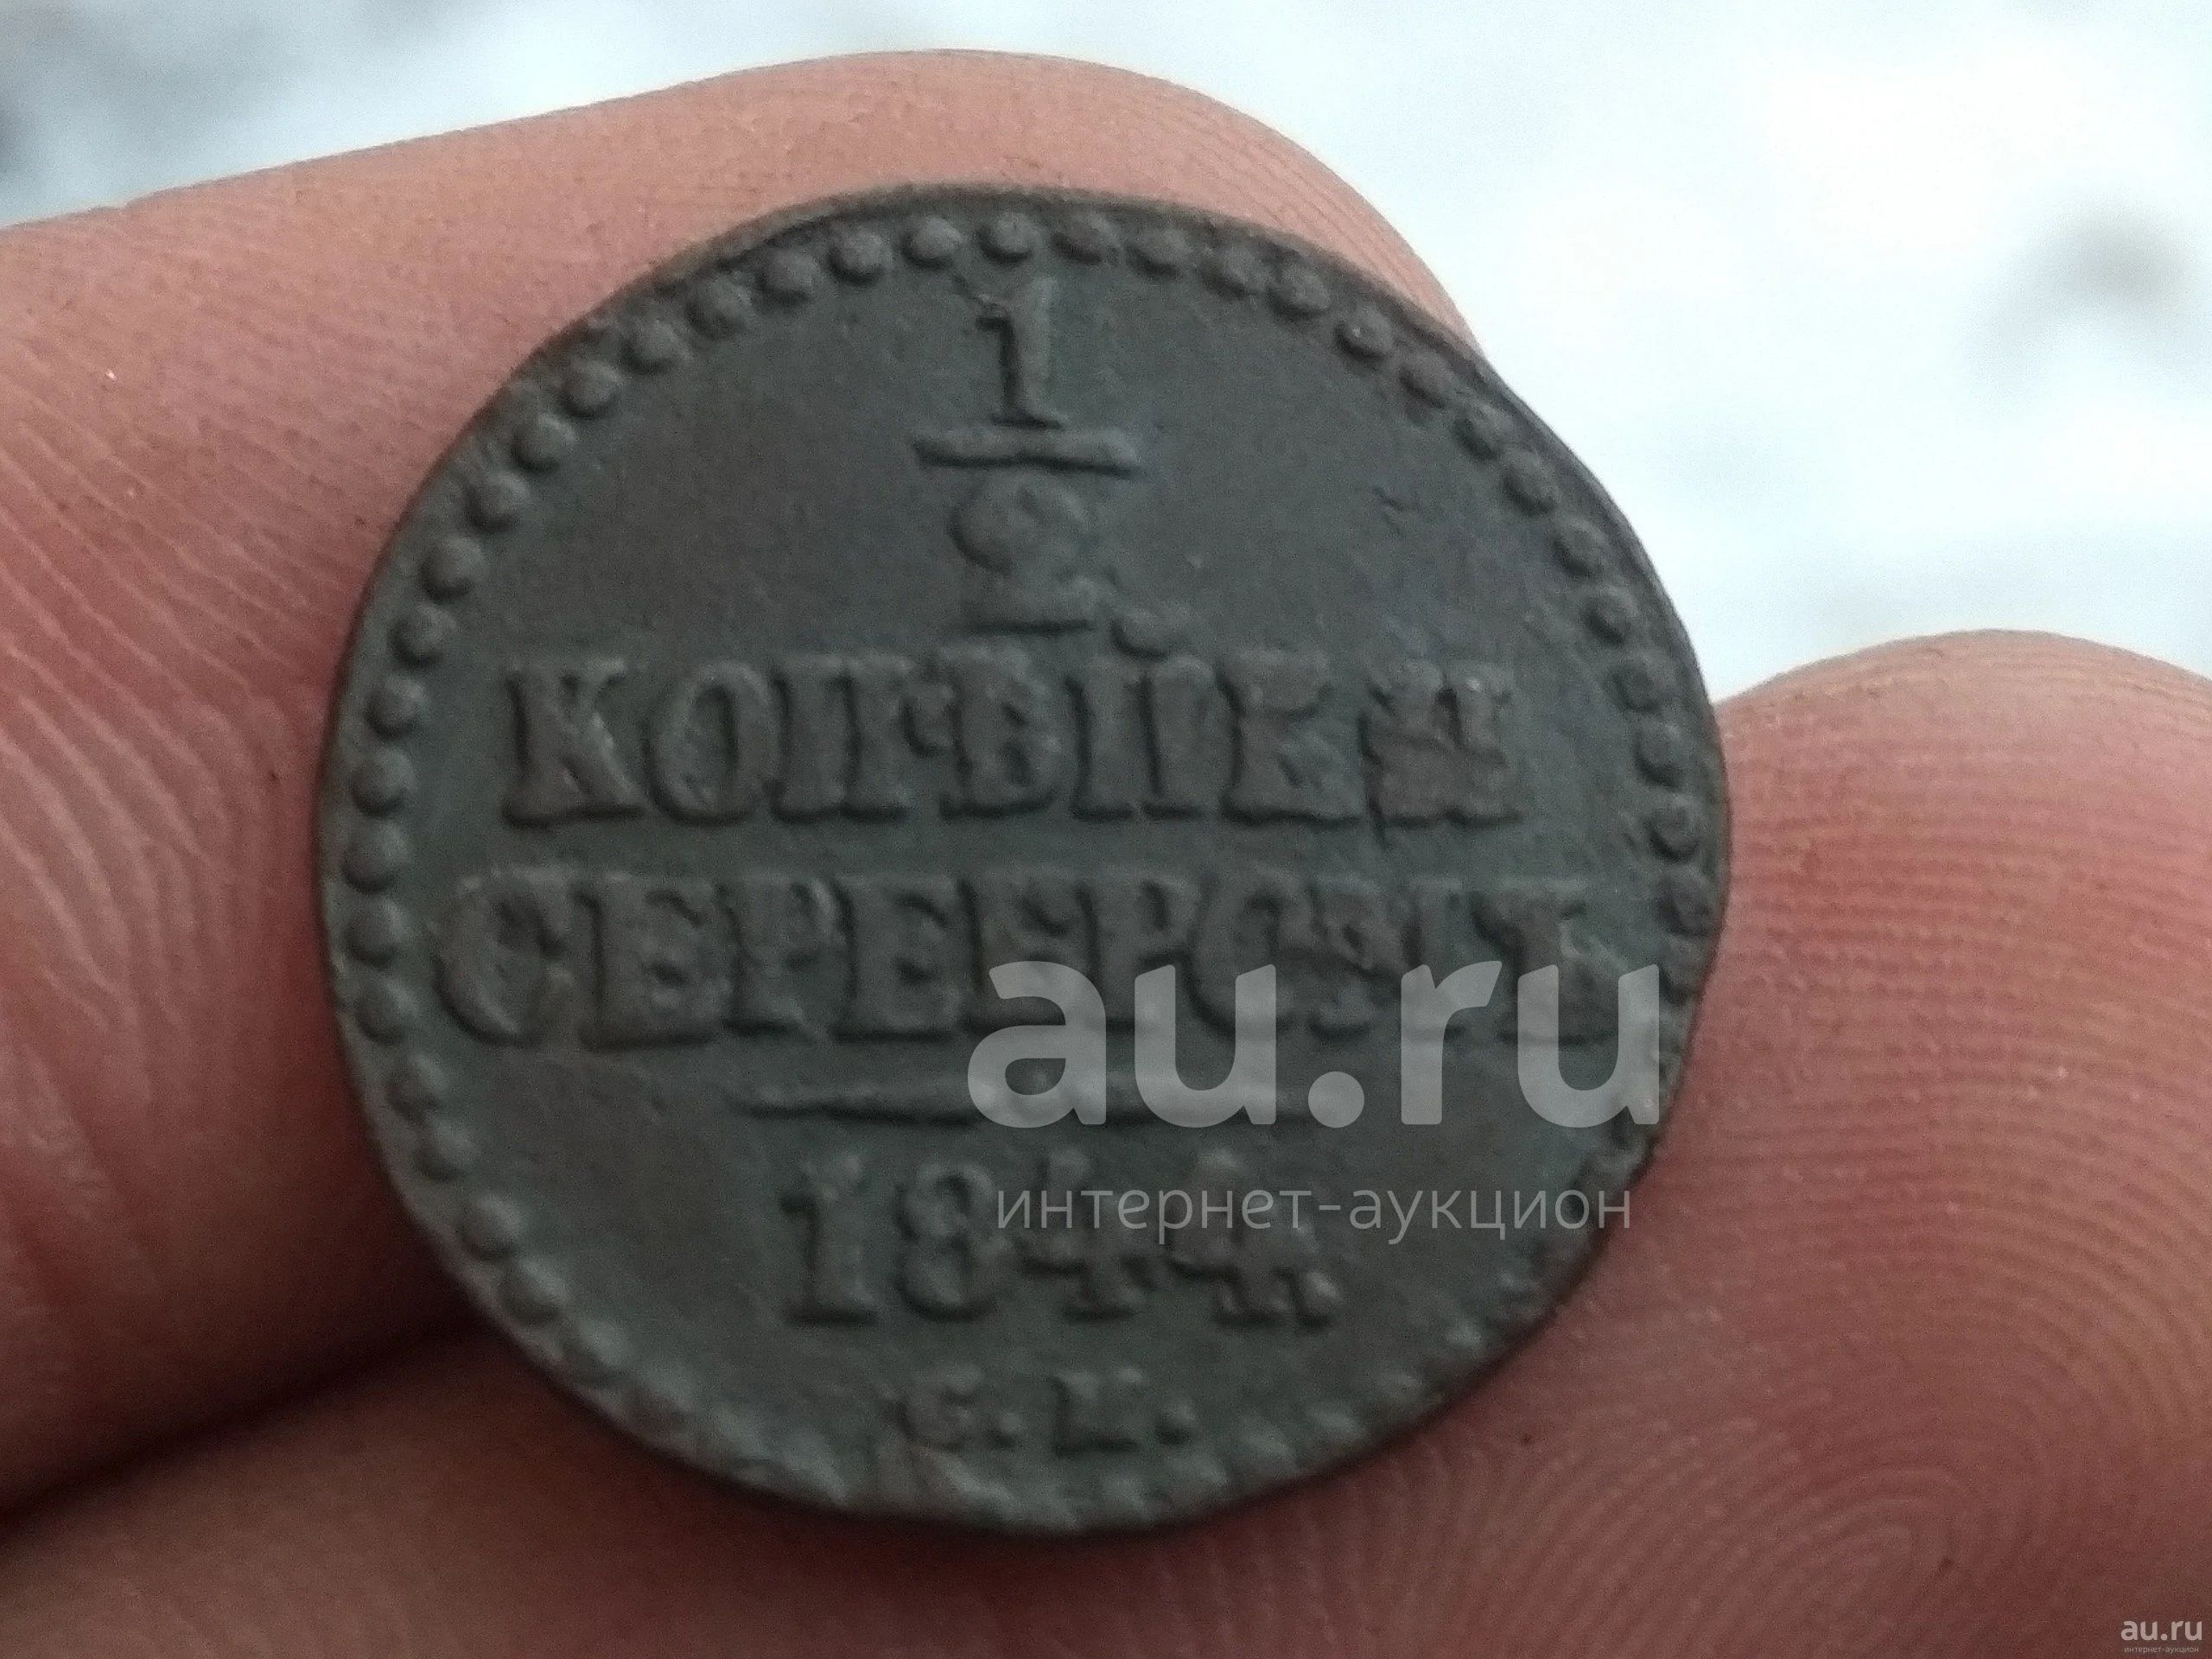 1
2
КОПѢЙКИ
СЕРЕБРОМЪ
1844.
Е.М.
au.ru
интернет-аукцион
au.ru
интернет-аукцион